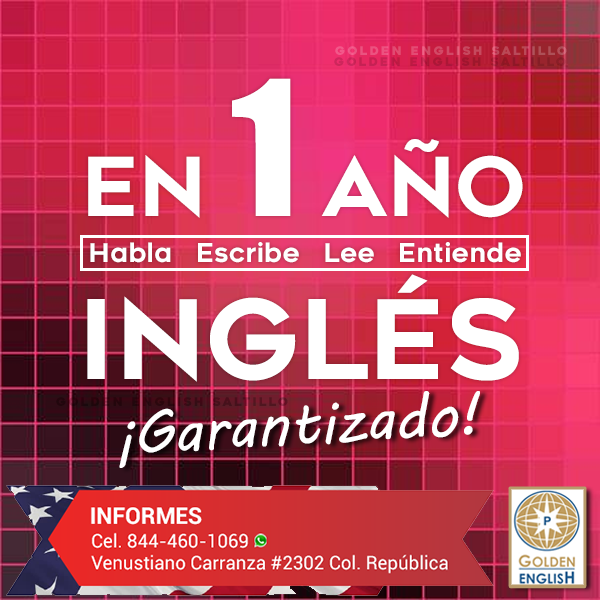 GOLDEN ENGLISH SALTILLO
GOLDEN ENGLISH SALTILLO
EN 1 AÑO
Habla Escribe Lee Entiende
INGLÉS
GOLDEN ENGLISH SALTILLO
¡Garantizado!
INFORMES
Cel. 844-460-1069
Venustiano Carranza #2302 Col. República
P
GOLDEN
ENGLISH